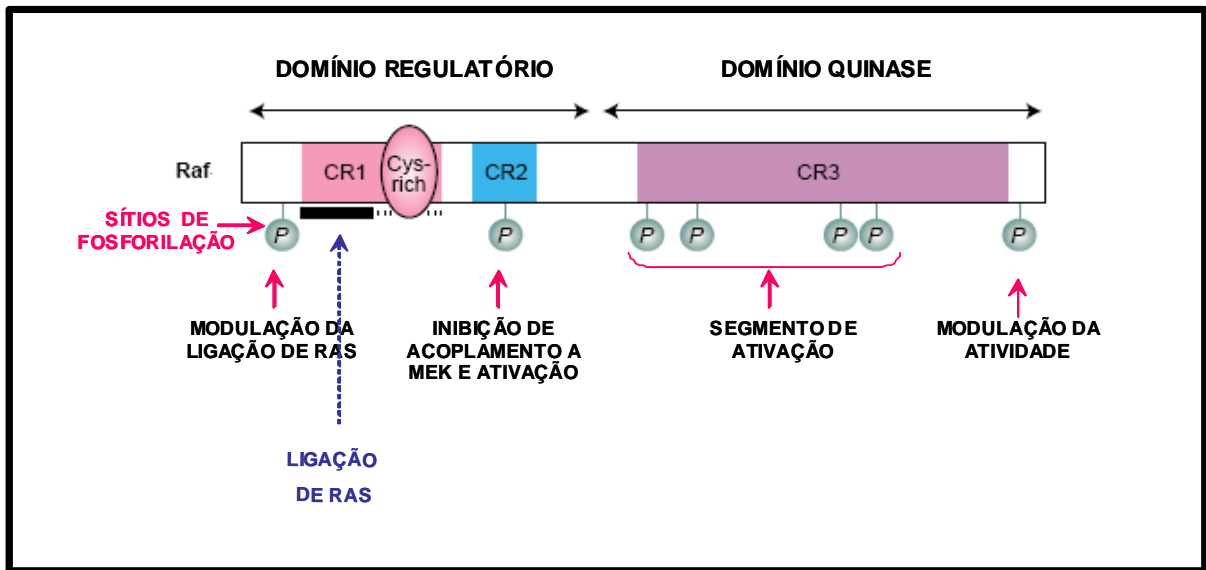 DOMÍNIO REGULATÓRIO
DOMÍNIO QUINASE
Raf
CR1
Cys-
rich
CR2
CR3
SÍTIOS DE
FOSFORILAÇÃO
P
P
P
P
P
P
P
MODULAÇÃO DA
LIGAÇÃO DE RAS
INIBIÇÃO DE
ACOPLAMENTO A
MEK E ATIVAÇÃO
SEGMENTO DE
ATIVAÇÃO
MODULAÇÃO DA
ATIVIDADE
LIGAÇÃO
DE RAS